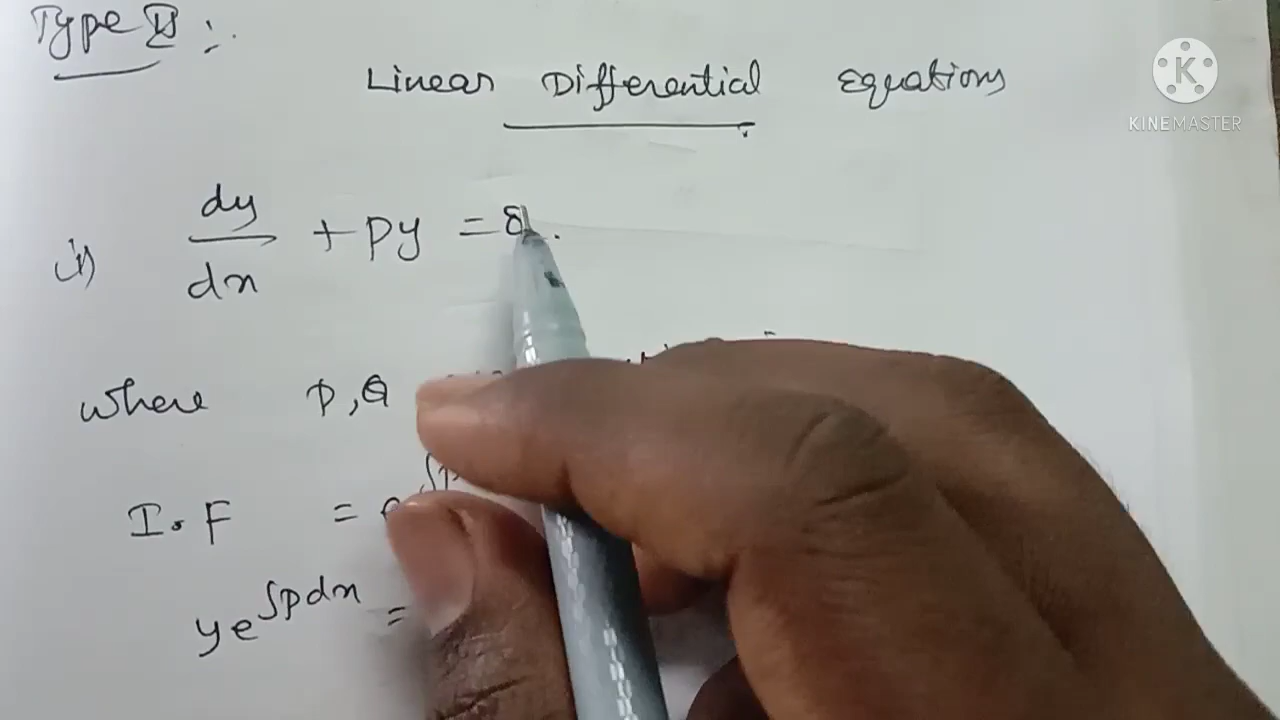 Type II :.
Linear Differential Equations
K
KINEMASTER
i) dy/dx + Py =
where P, Q
I.F =
ye^∫pdx =